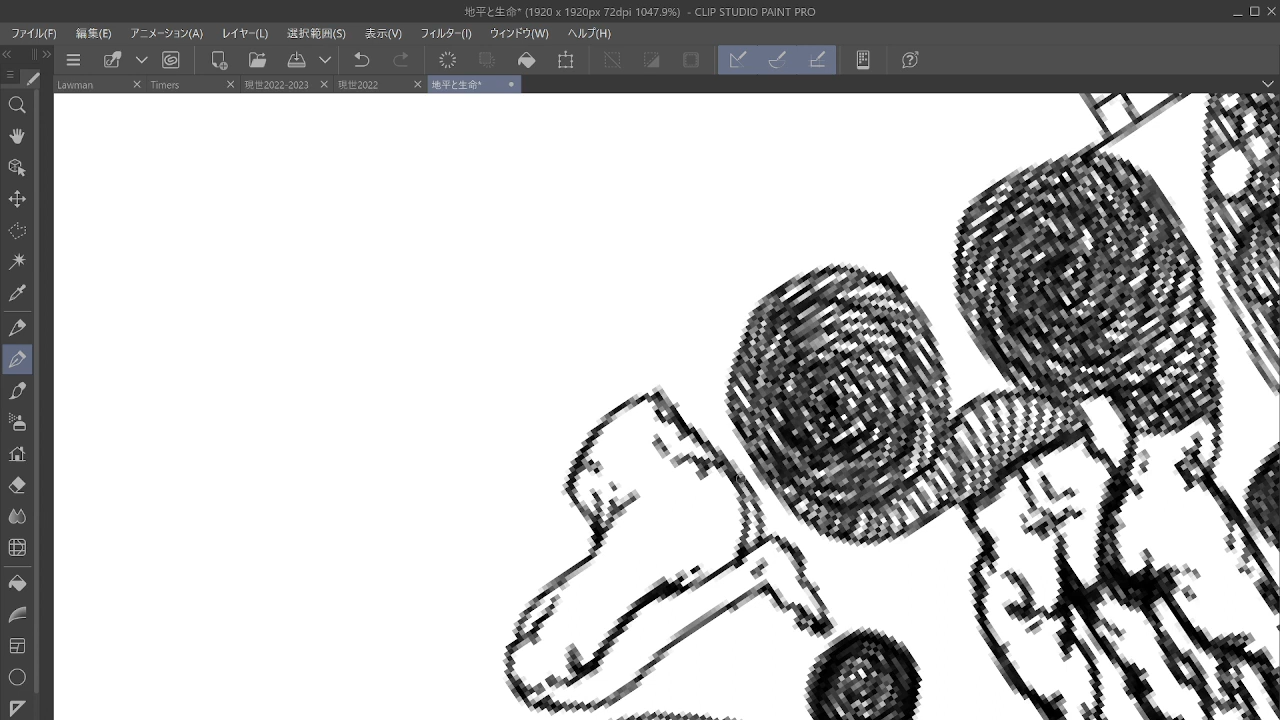 地平と生命* (1920 x 1920px 72dpi 1047.9%) - CLIP STUDIO PAINT PRO
ファイル(F) 編集(E) アニメーション(A) レイヤー(L) 選択範囲(S) 表示(V) フィルター(I) ウィンドウ(W) ヘルプ(H)
Lawman Timers 現世2022-2023 現世2022 地平と生命*